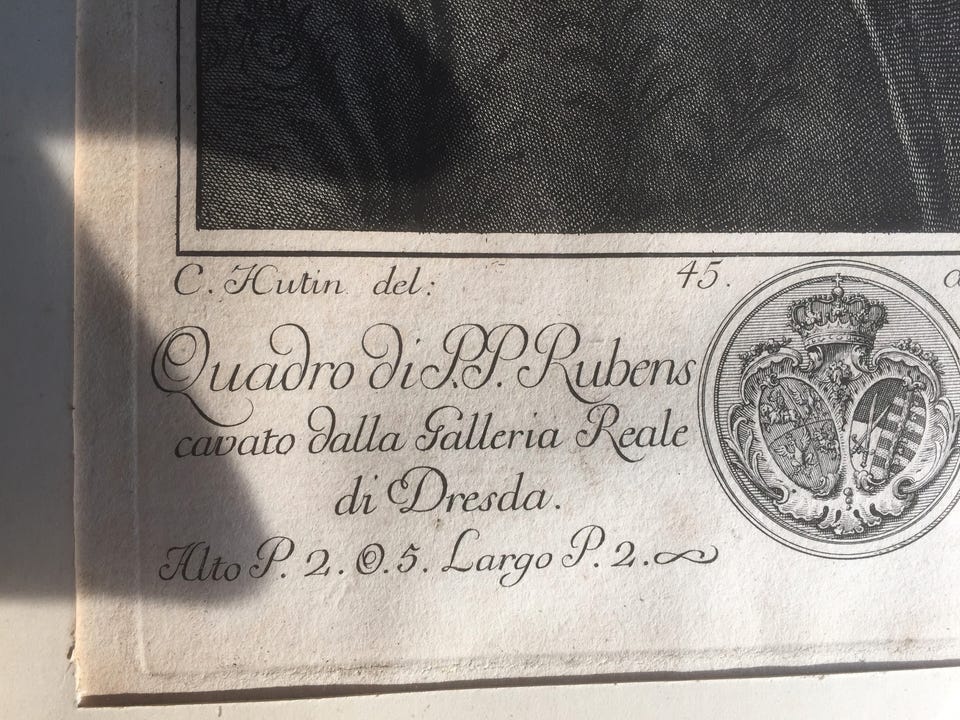 C. Hutin del: 45.
Quadro di P.P. Rubens
cavato dalla Galleria Reale
di Dresda.
Alto P. 2. O. 5. Largo P. 2.